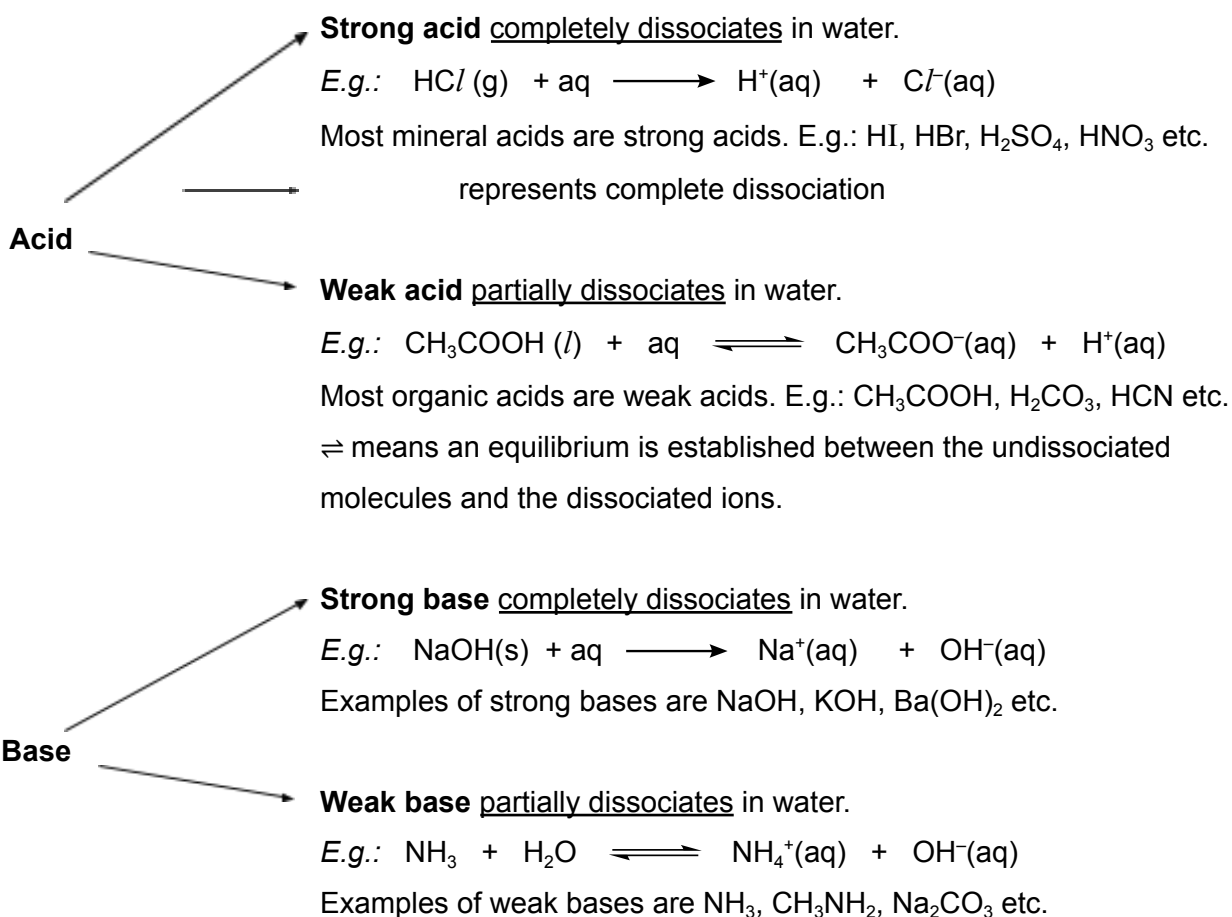 Strong acid completely dissociates in water.
E.g.: HCl (g) + aq ⟶ H⁺(aq) + Cl⁻(aq)
Most mineral acids are strong acids. E.g.: HI, HBr, H₂SO₄, HNO₃ etc.
⟶ represents complete dissociation
Acid
Weak acid partially dissociates in water.
E.g.: CH₃COOH (l) + aq ⇌ CH₃COO⁻(aq) + H⁺(aq)
Most organic acids are weak acids. E.g.: CH₃COOH, H₂CO₃, HCN etc.
⇌ means an equilibrium is established between the undissociated
molecules and the dissociated ions.
Strong base completely dissociates in water.
E.g.: NaOH(s) + aq ⟶ Na⁺(aq) + OH⁻(aq)
Examples of strong bases are NaOH, KOH, Ba(OH)₂ etc.
Base
Weak base partially dissociates in water.
E.g.: NH₃ + H₂O ⇌ NH₄⁺(aq) + OH⁻(aq)
Examples of weak bases are NH₃, CH₃NH₂, Na₂CO₃ etc.